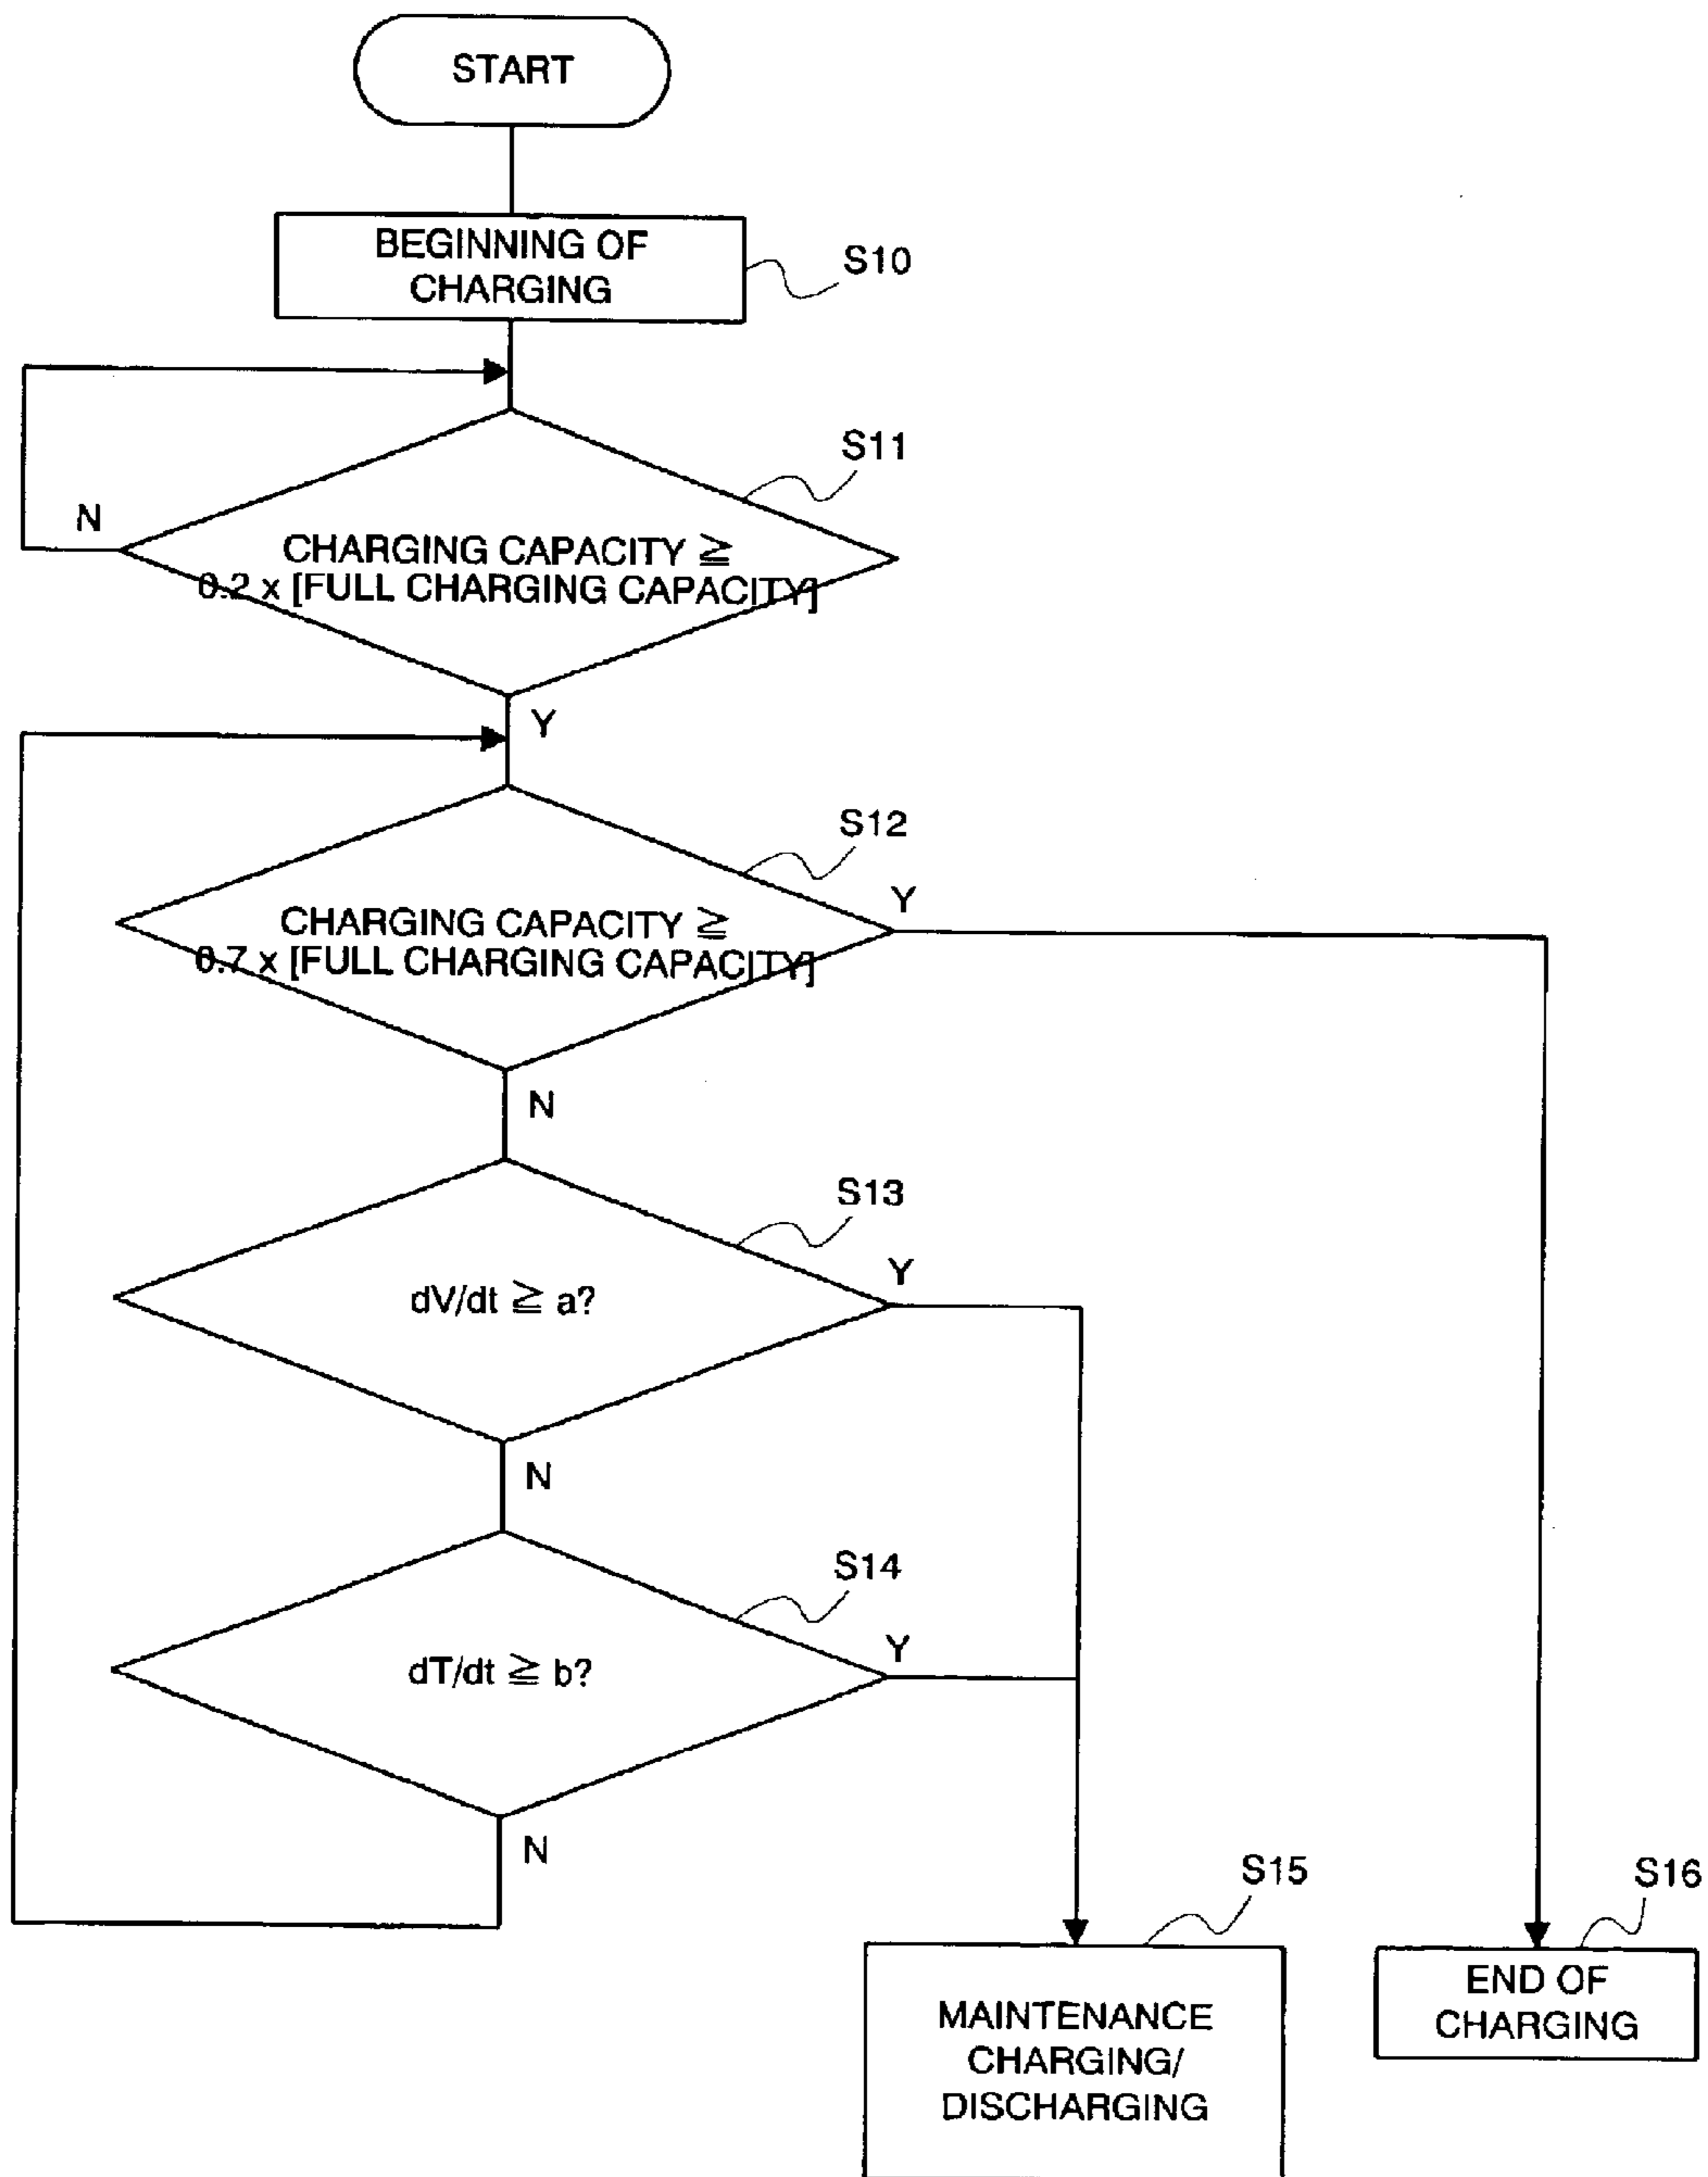 START
BEGINNING OF
CHARGING
S10
S11
N
CHARGING CAPACITY ≧
0.2 x [FULL CHARGING CAPACITY]
Y
S12
Y
CHARGING CAPACITY ≧
0.7 x [FULL CHARGING CAPACITY]
N
S13
Y
dV/dt ≧ a?
N
S14
Y
dT/dt ≧ b?
N
S15
S16
MAINTENANCE
CHARGING/
DISCHARGING
END OF
CHARGING